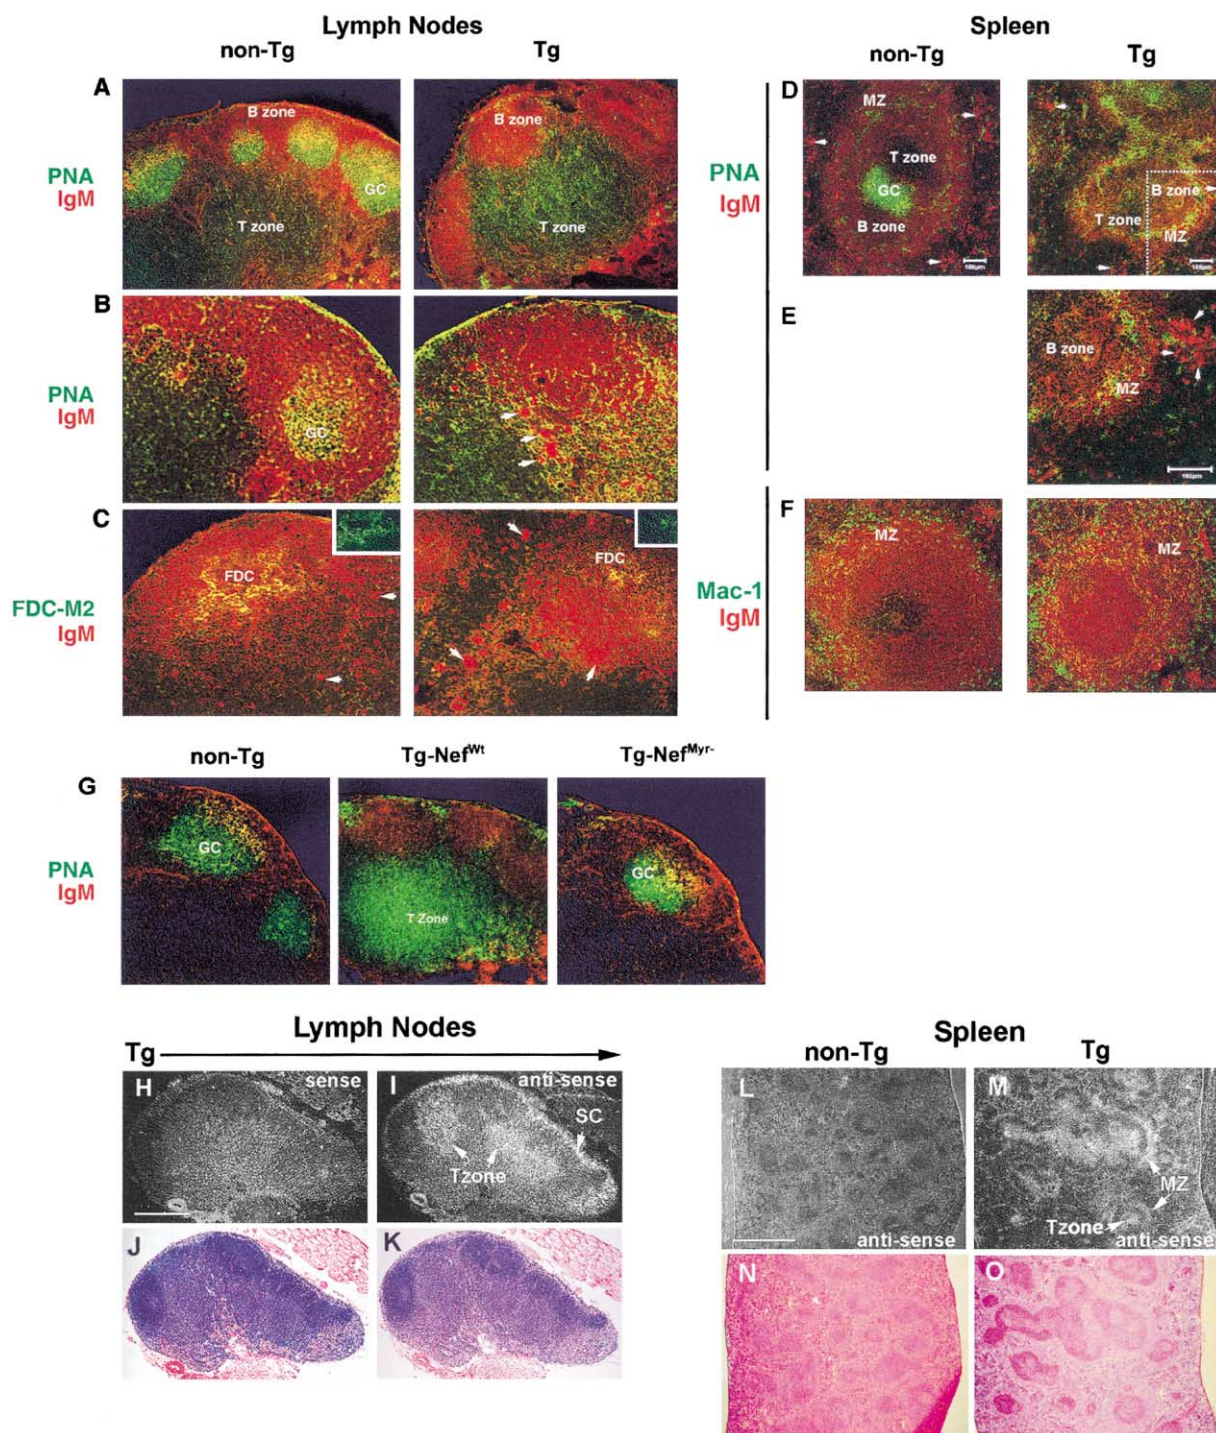 Lymph Nodes
non-Tg Tg
Spleen
non-Tg Tg
A
PNA
IgM
B zone
GC
T zone
B zone
T zone
B
PNA
IgM
GC
C
FDC-M2
IgM
FDC
FDC
D
PNA
IgM
MZ
T zone
GC
B zone
B zone
T zone
MZ
E
B zone
MZ
F
Mac-1
IgM
MZ
MZ
non-Tg Tg-Nef^Wt Tg-Nef^Myr-
G
PNA
IgM
GC
T Zone
GC
Lymph Nodes
Tg
H
sense
I
anti-sense
SC
Tzone
J
K
Spleen
non-Tg Tg
L
anti-sense
M
MZ
Tzone
anti-sense
N
O